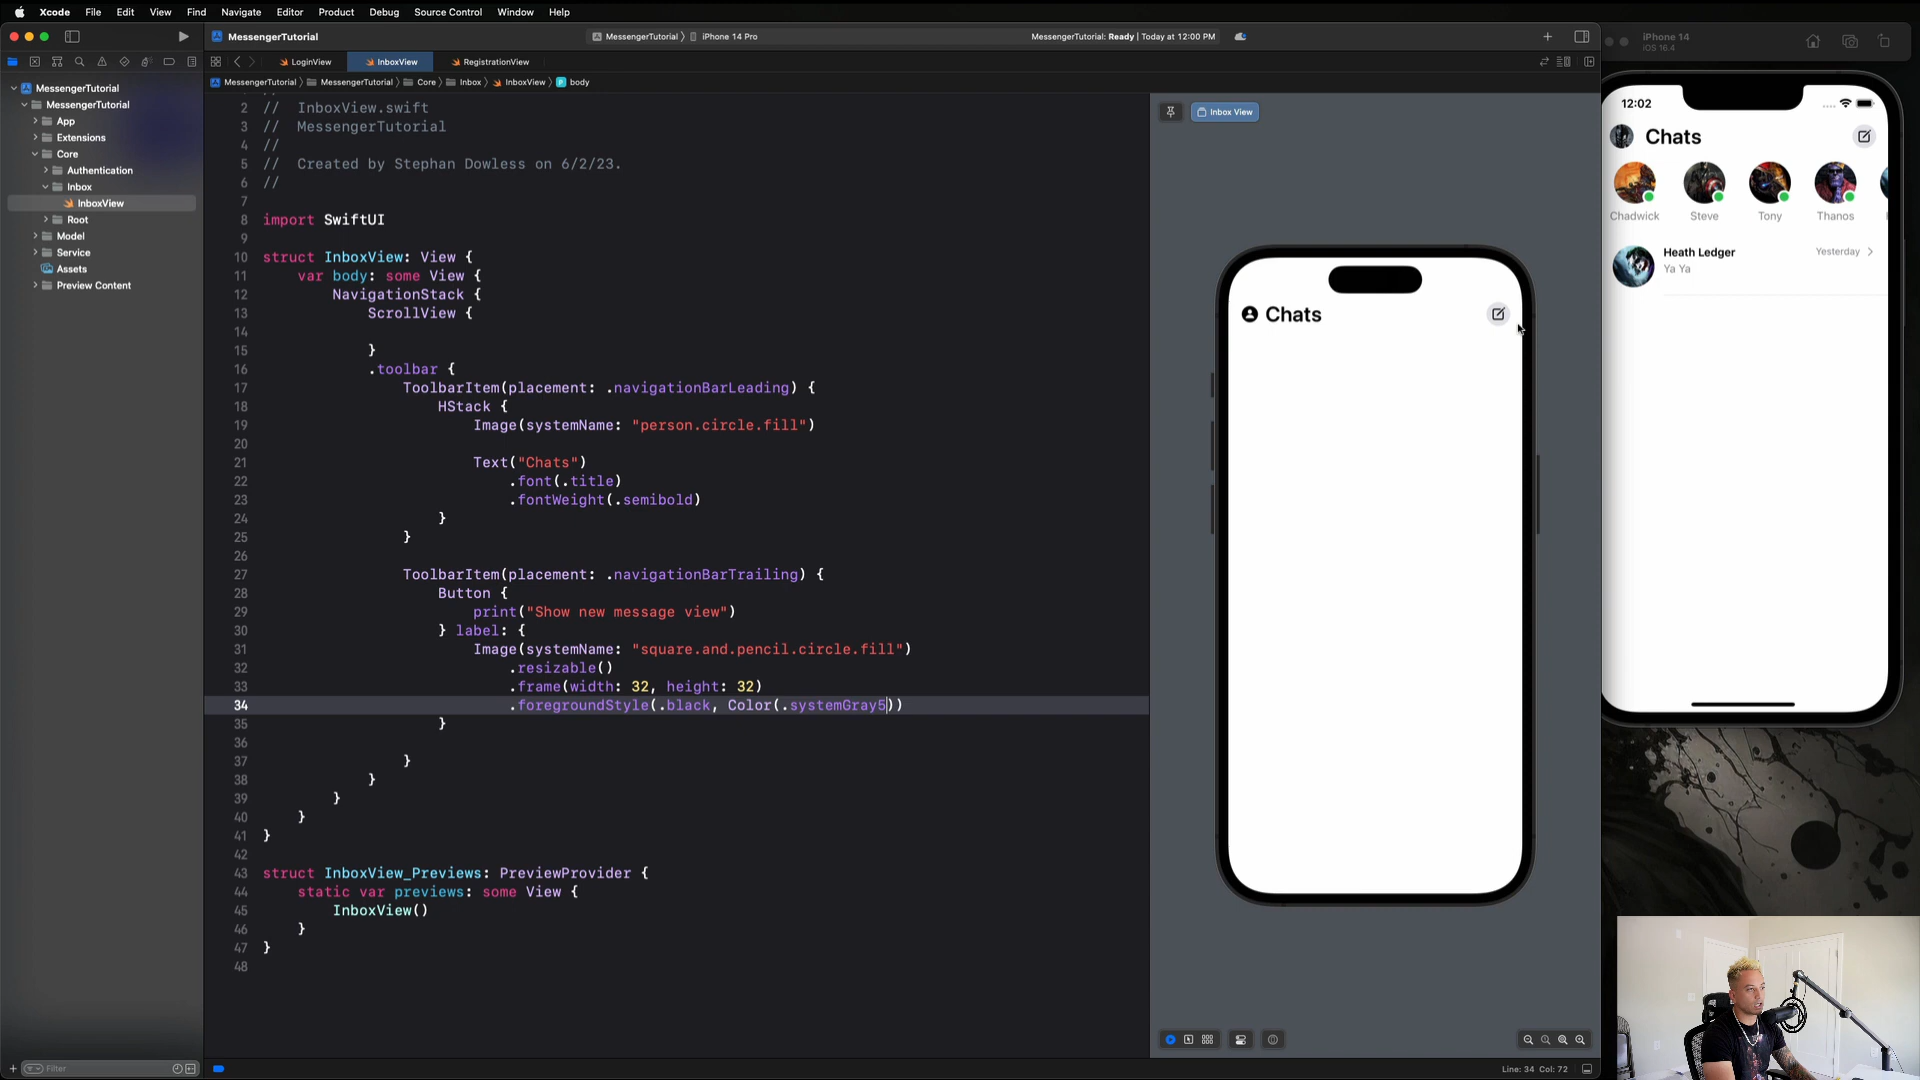 Xcode File Edit View Find Navigate Editor Product Debug Source Control Window Help
MessengerTutorial
MessengerTutorial 〉 iPhone 14 Pro
MessengerTutorial: Ready | Today at 12:00 PM
iPhone 14
iOS 16.4
LoginView
InboxView
RegistrationView
MessengerTutorial 〉 MessengerTutorial 〉 Core 〉 Inbox 〉 InboxView 〉 body
MessengerTutorial
MessengerTutorial
App
Extensions
Core
Authentication
Inbox
InboxView
Root
Model
Service
Assets
Preview Content
Filter
2 //  InboxView.swift
3 //  MessengerTutorial
4 //
5 //  Created by Stephan Dowless on 6/2/23.
6 //
7
8 import SwiftUI
9
10 struct InboxView: View {
11     var body: some View {
12         NavigationStack {
13             ScrollView {
14
15             }
16             .toolbar {
17                 ToolbarItem(placement: .navigationBarLeading) {
18                     HStack {
19                         Image(systemName: "person.circle.fill")
20
21                         Text("Chats")
22                             .font(.title)
23                             .fontWeight(.semibold)
24                     }
25                 }
26
27                 ToolbarItem(placement: .navigationBarTrailing) {
28                     Button {
29                         print("Show new message view")
30                     } label: {
31                         Image(systemName: "square.and.pencil.circle.fill")
32                             .resizable()
33                             .frame(width: 32, height: 32)
34                             .foregroundStyle(.black, Color(.systemGray5))
35                     }
36
37                 }
38             }
39         }
40     }
41 }
42
43 struct InboxView_Previews: PreviewProvider {
44     static var previews: some View {
45         InboxView()
46     }
47 }
48
Inbox View
Chats
12:02
Chats
Chadwick Steve Tony Thanos
Heath Ledger Yesterday
Ya Ya
Line: 34 Col: 72